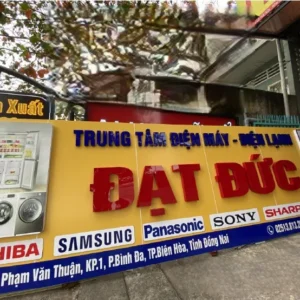 n Xuất
TRUNG TÂM ĐIỆN MÁY - ĐIỆN LẠNH
ĐẠT ĐỨC
HIBA SAMSUNG Panasonic SONY SHARP
Phạm Văn Thuận, KP.1, P.Bình Đa, TP.Biên Hòa, Tỉnh Đồng Nai